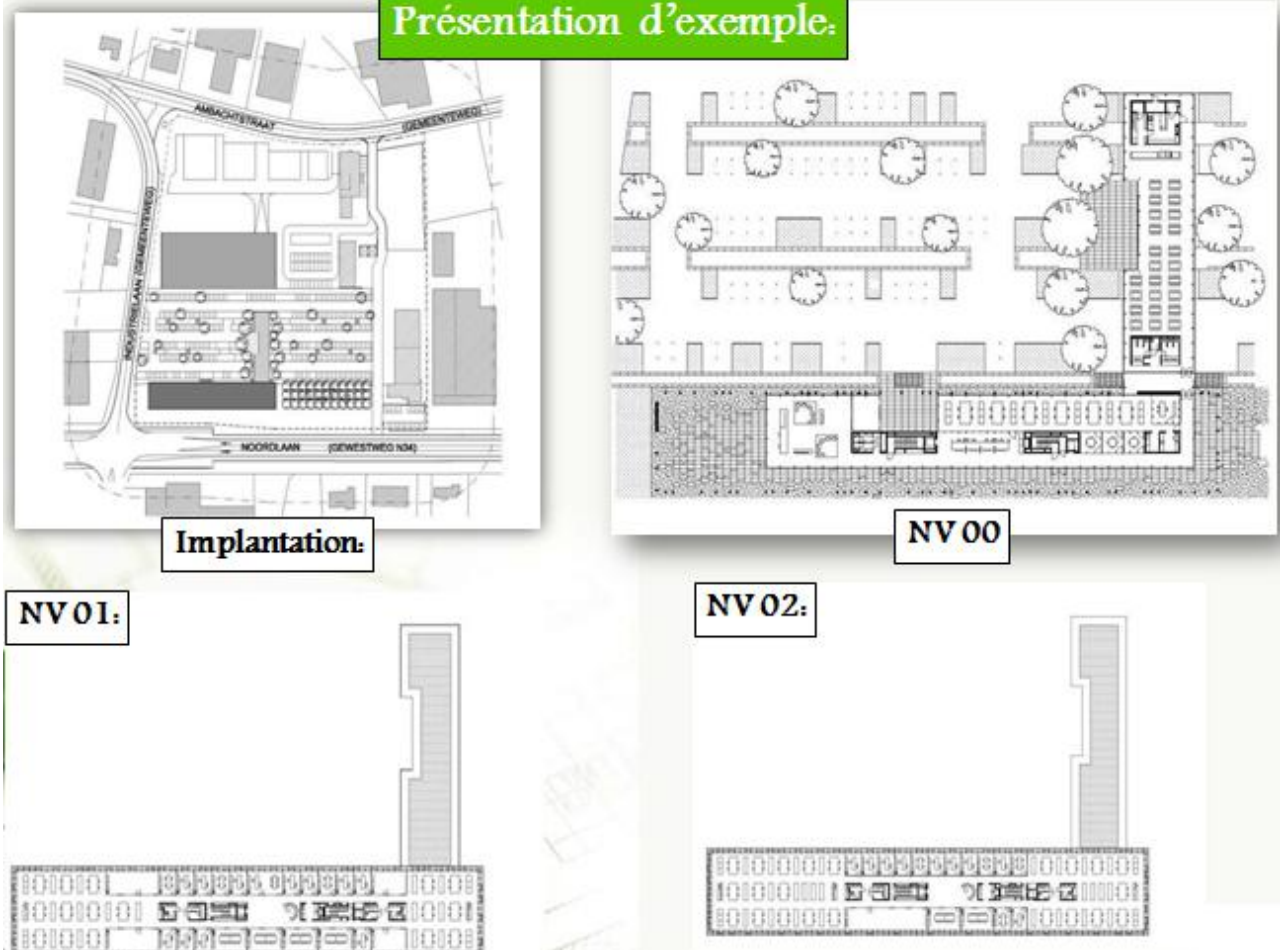 Présentation d'exemple:
AMBACHTSTRAAT
(GEMEENTEWEG)
INDUSTRIELAAN (GEMEENTEWEG)
NOORDLAAN (GEWESTWEG N34)
Implantation:
NV 00
NV 01:
NV 02: